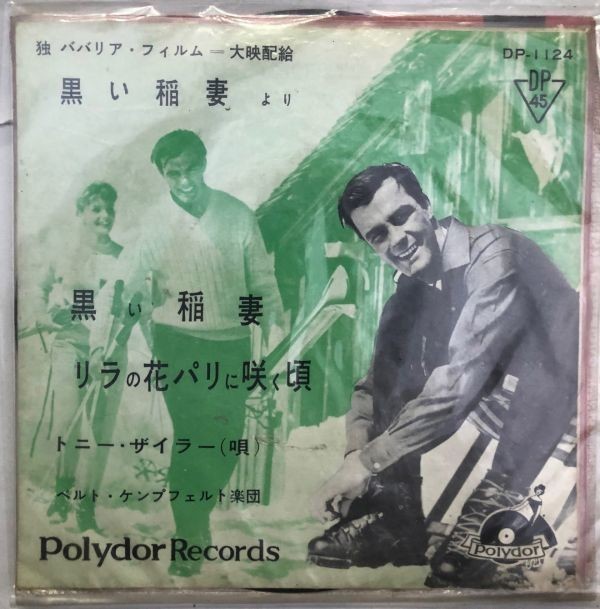 独 ババリア・フィルム＝大映配給
DP-1124
DP
45
黒い稲妻より
黒い稲妻
リラの花パリに咲く頃
トニー・ザイラー(唄)
ベルト・ケンプフェルト楽団
Polydor Records
Polydor